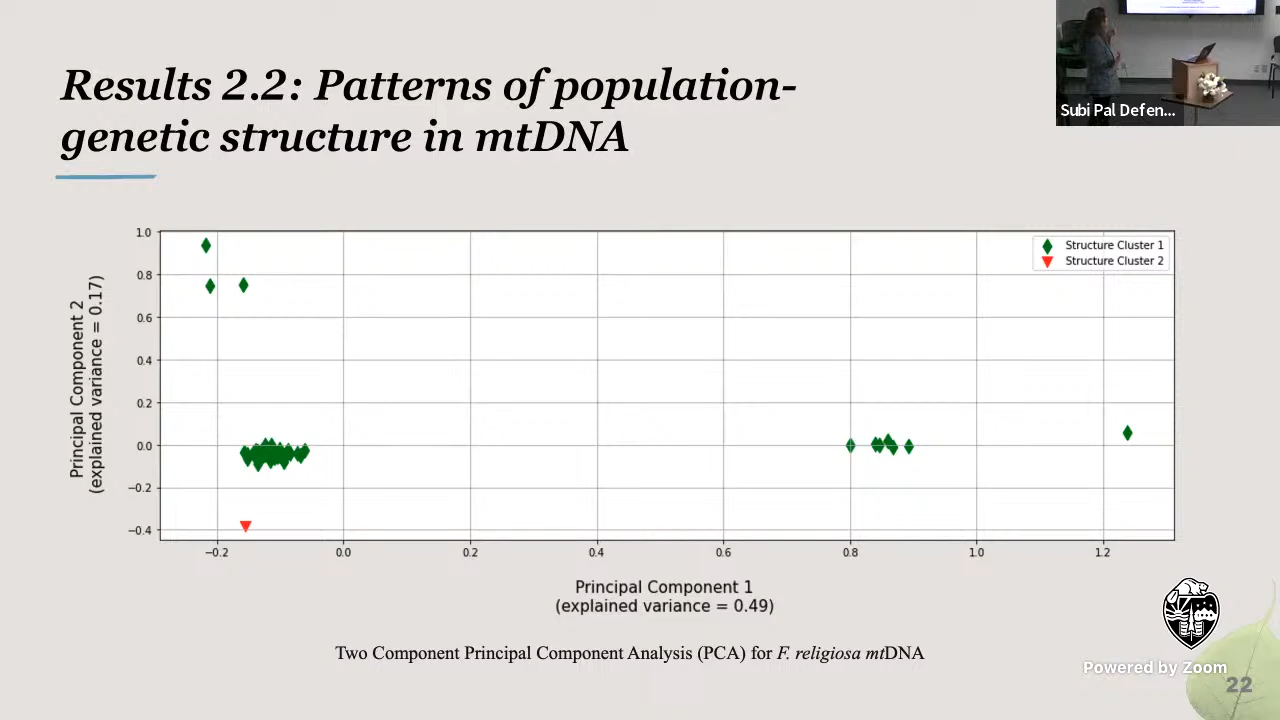 Results 2.2: Patterns of population-
genetic structure in mtDNA
Subi Pal Defen...
Principal Component 2
(explained variance = 0.17)
1.0
0.8
0.6
0.4
0.2
0.0
−0.2
−0.4
Structure Cluster 1
Structure Cluster 2
−0.2 0.0 0.2 0.4 0.6 0.8 1.0 1.2
Principal Component 1
(explained variance = 0.49)
Two Component Principal Component Analysis (PCA) for F. religiosa mtDNA
Powered by Zoom
22